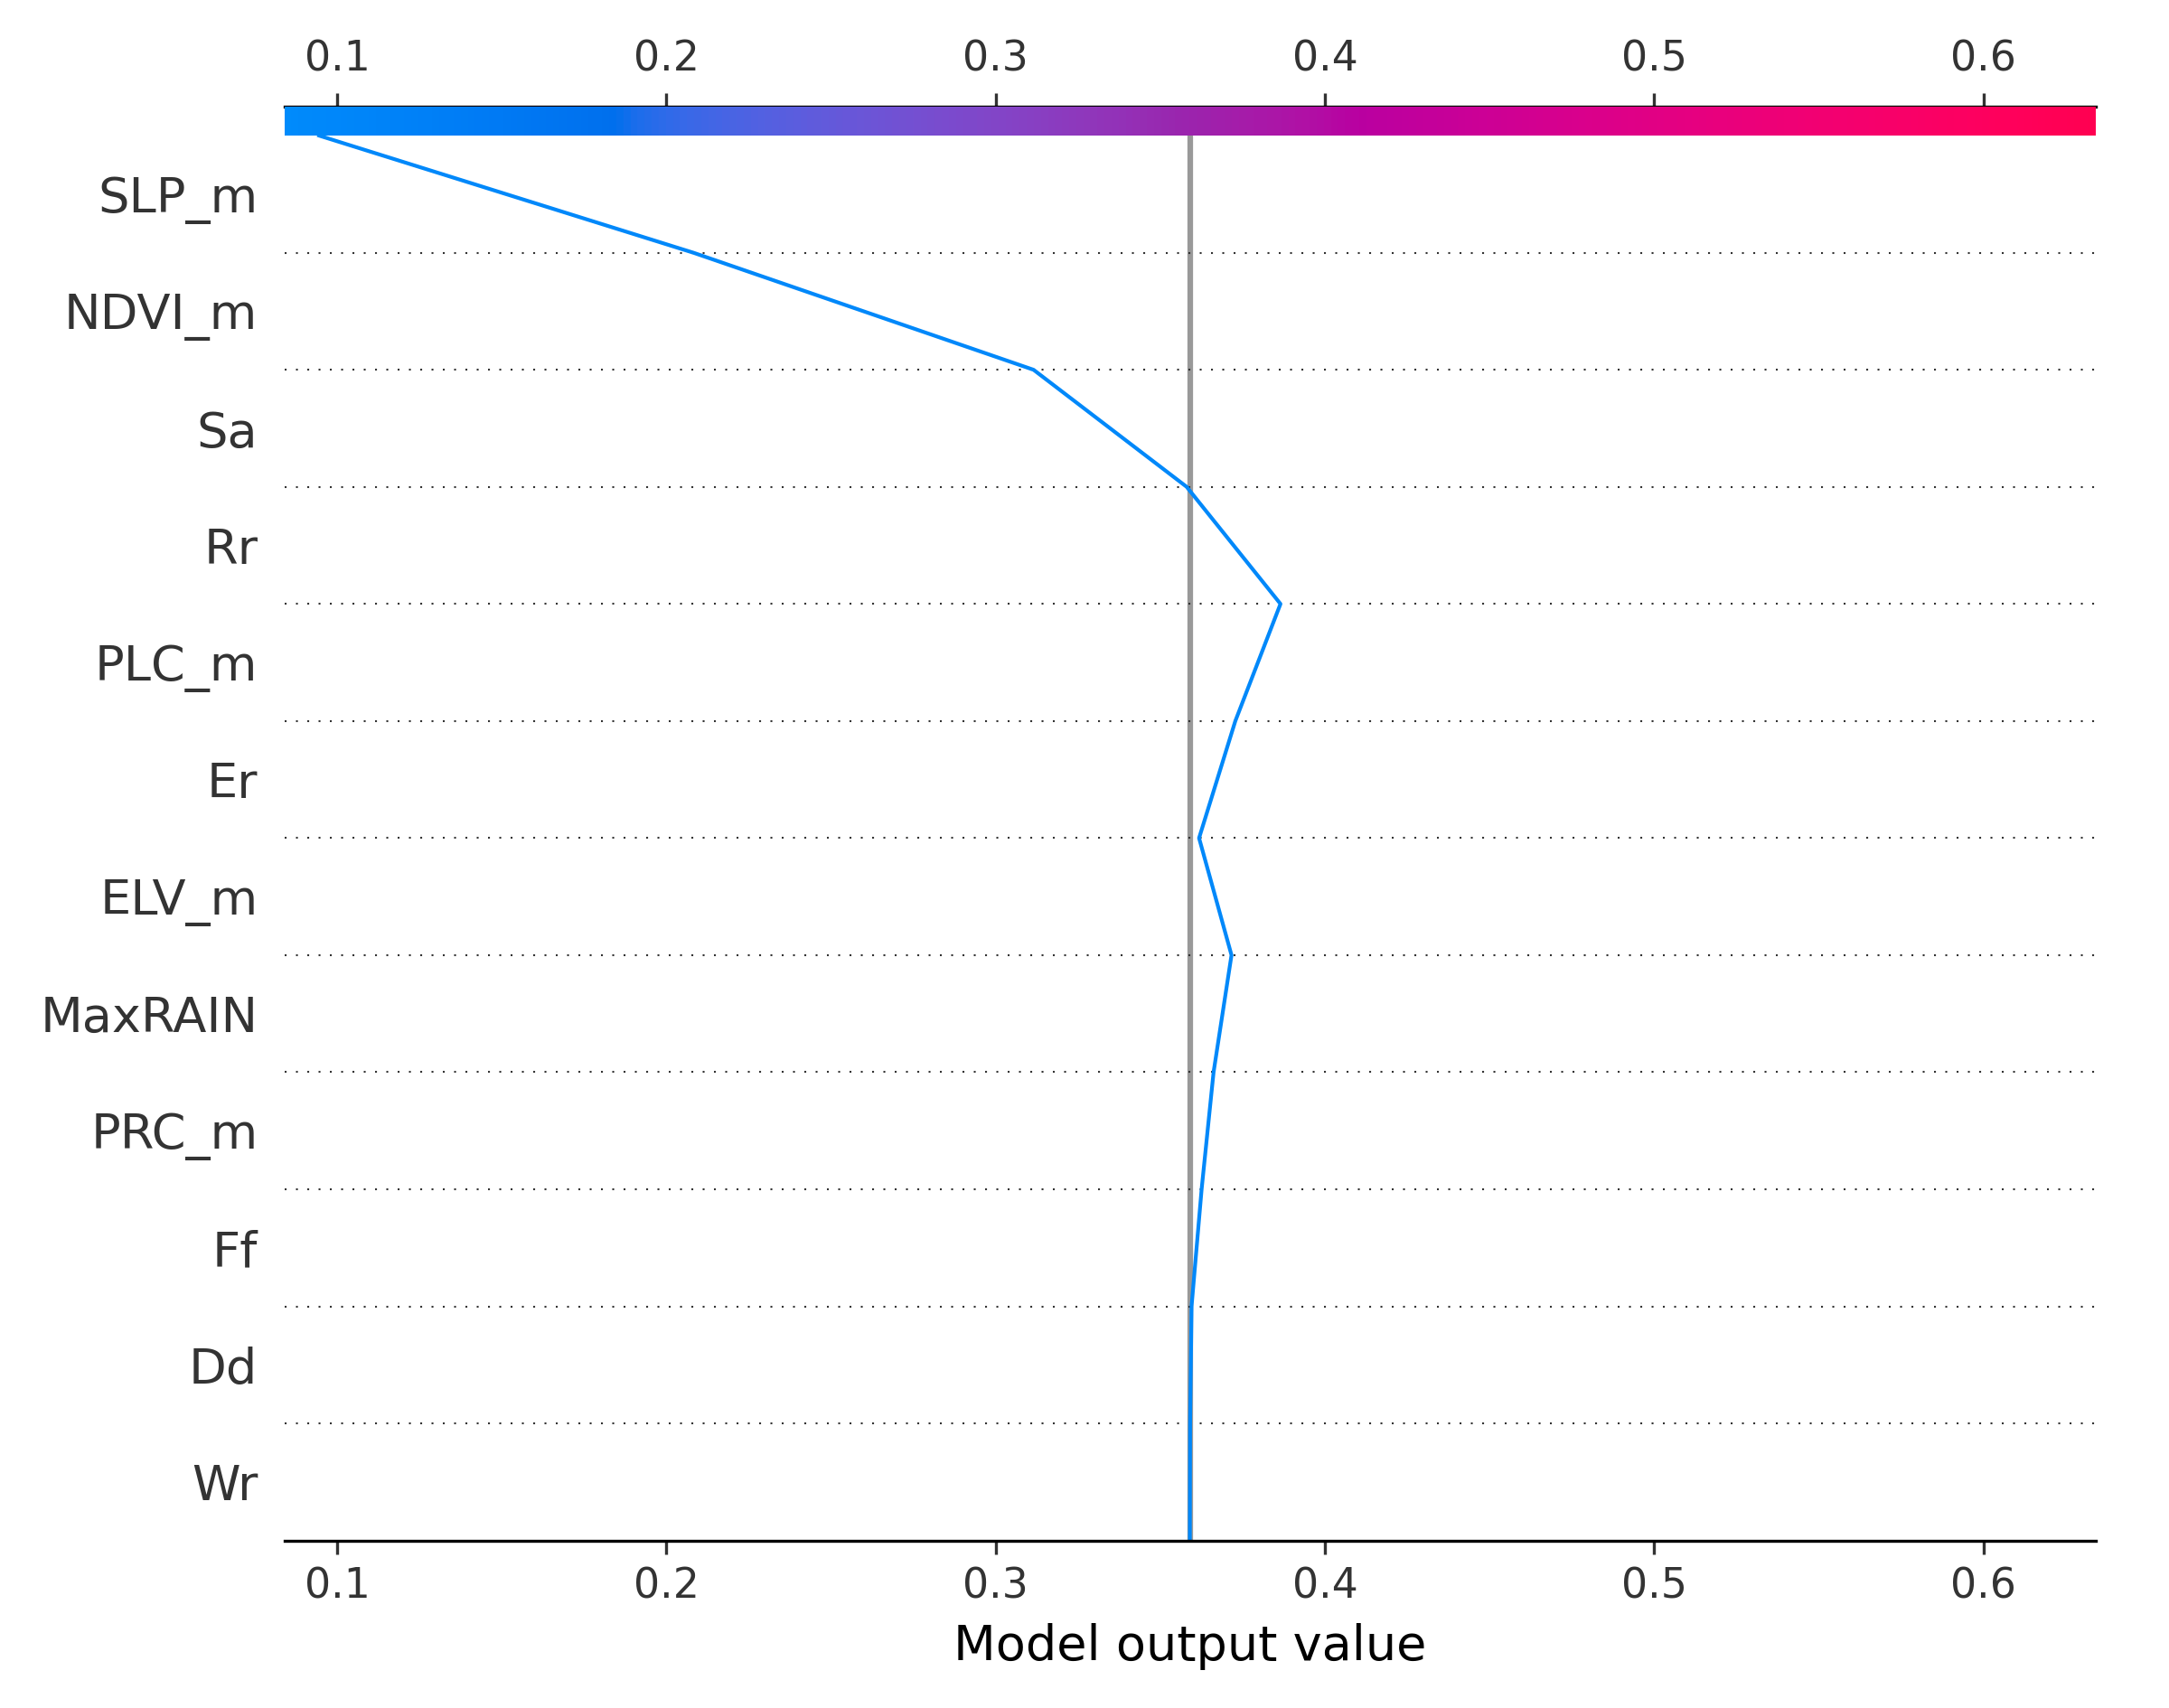 0.1 0.2 0.3 0.4 0.5 0.6
SLP_m
NDVI_m
Sa
Rr
PLC_m
Er
ELV_m
MaxRAIN
PRC_m
Ff
Dd
Wr
0.1 0.2 0.3 0.4 0.5 0.6
Model output value